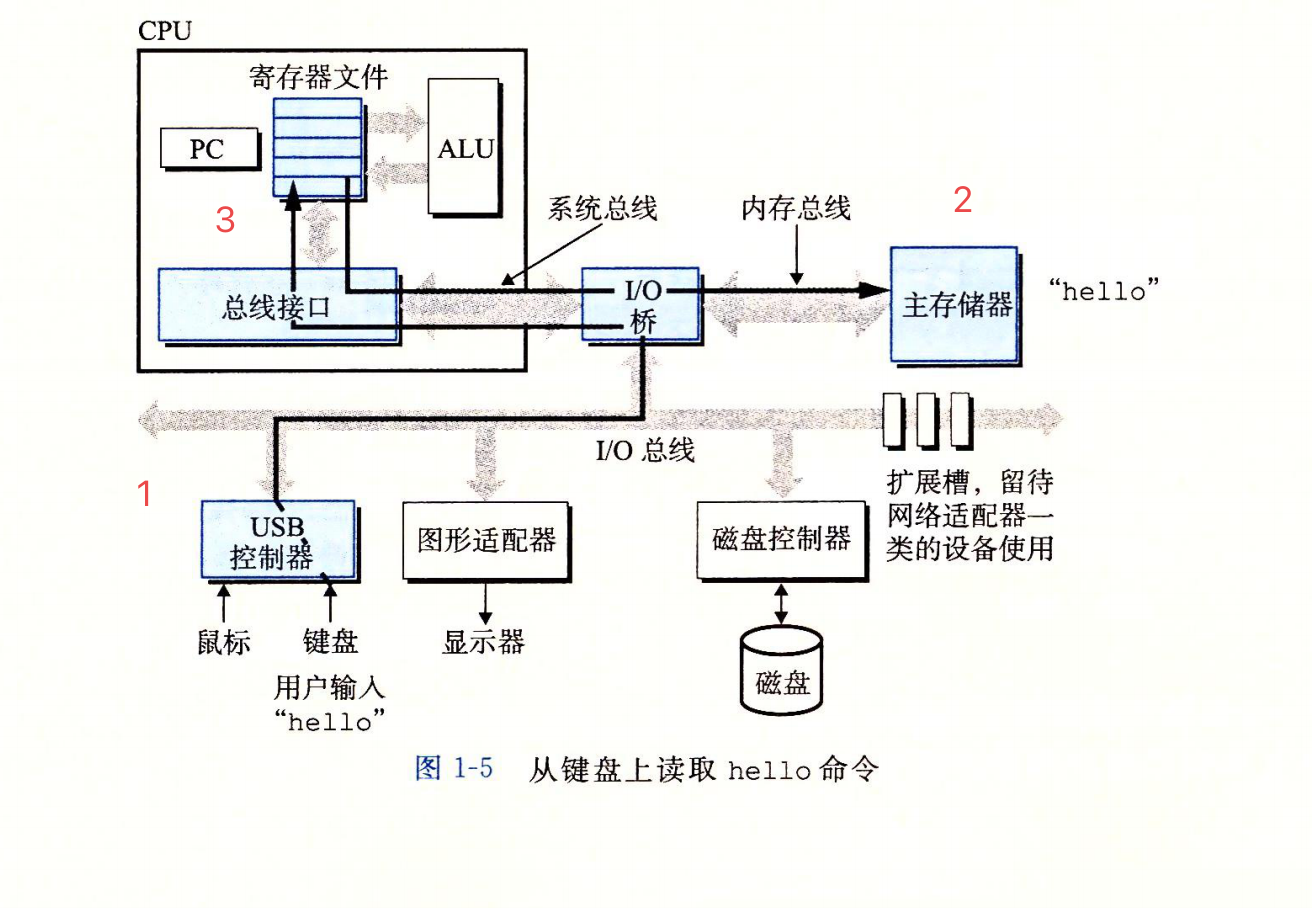 CPU
寄存器文件
PC
ALU
3
系统总线
内存总线
2
总线接口
I/O
桥
主存储器
“hello”
I/O 总线
1
扩展槽，留待
网络适配器一
类的设备使用
USB
控制器
图形适配器
磁盘控制器
鼠标
键盘
显示器
用户输入
“hello”
磁盘
图 1-5 从键盘上读取 hello 命令